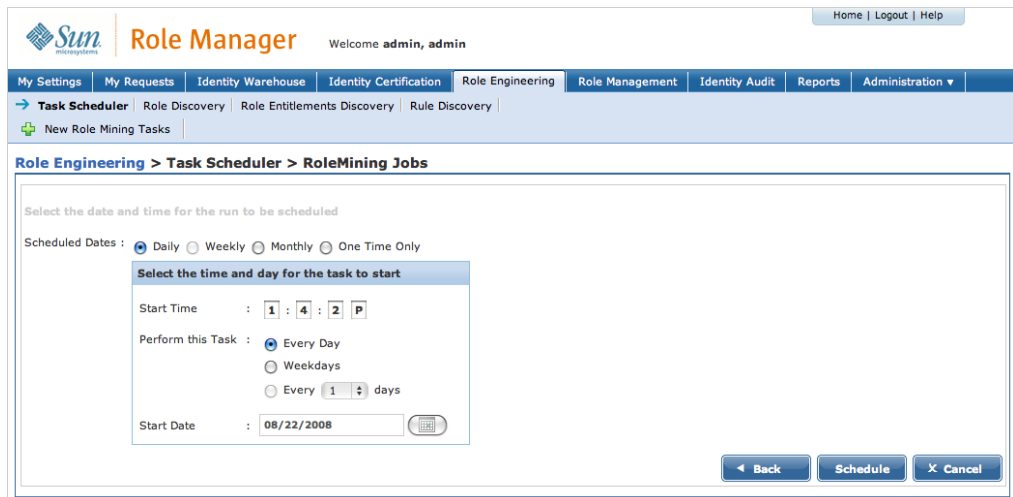 Home | Logout | Help
Sun
microsystems
Role Manager
Welcome admin, admin
My Settings My Requests Identity Warehouse Identity Certification Role Engineering Role Management Identity Audit Reports Administration ▾
Task Scheduler Role Discovery Role Entitlements Discovery Rule Discovery
New Role Mining Tasks
Role Engineering > Task Scheduler > RoleMining Jobs
Select the date and time for the run to be scheduled
Scheduled Dates : Daily Weekly Monthly One Time Only
Select the time and day for the task to start
Start Time : 1 : 4 : 2 P
Perform this Task : Every Day
Weekdays
Every 1 days
Start Date : 08/22/2008
Back Schedule X Cancel